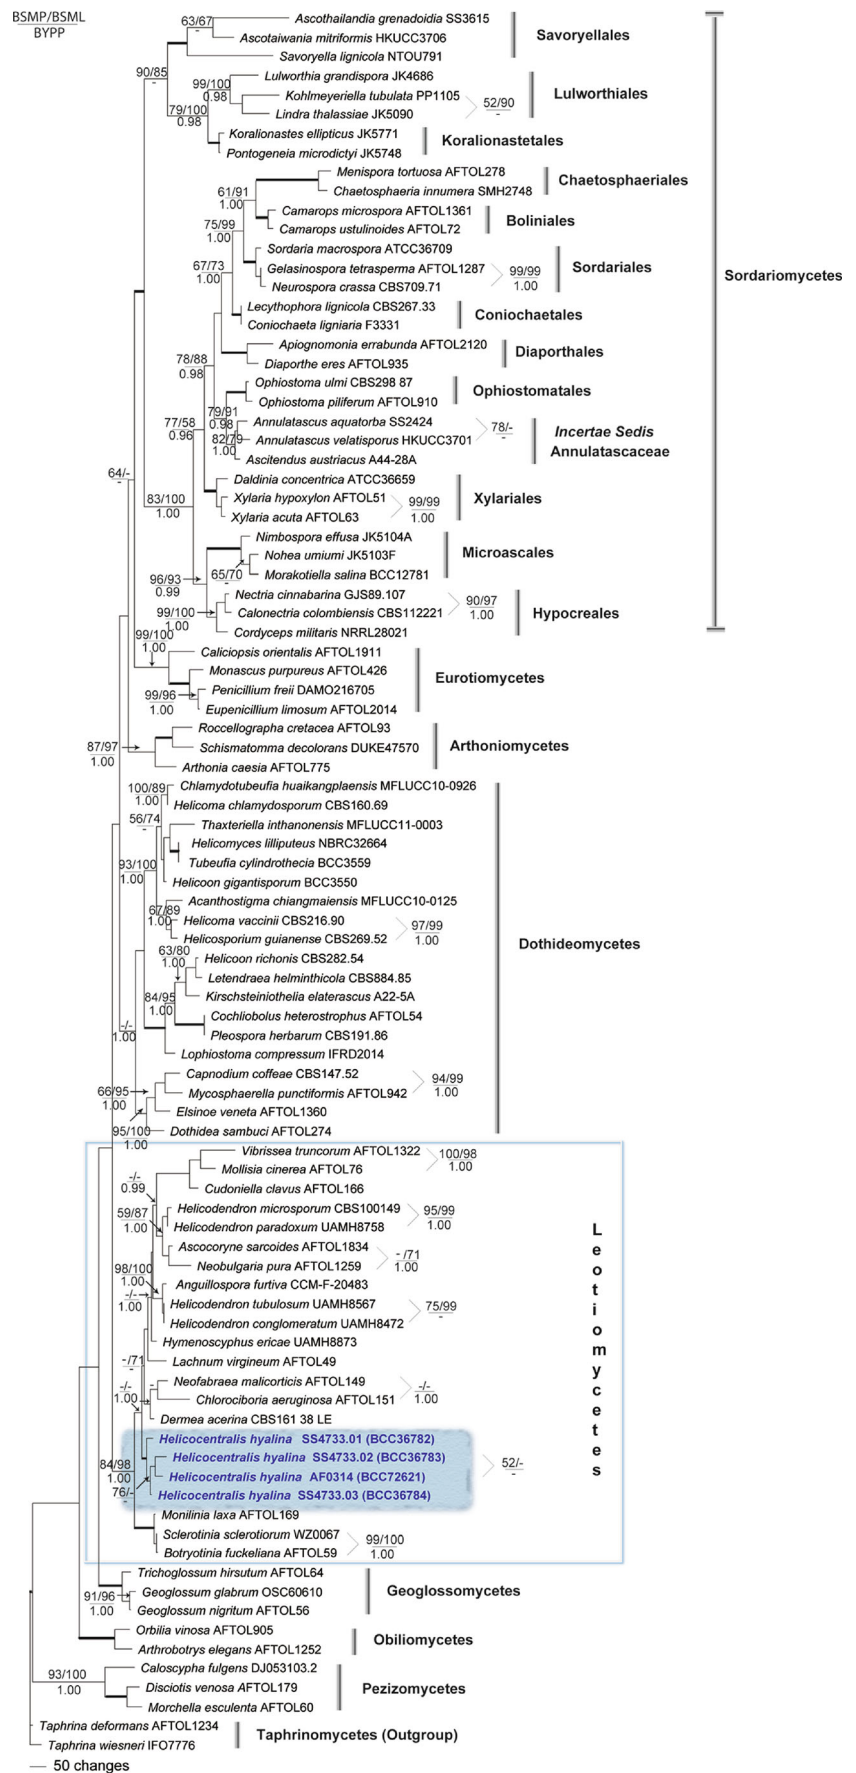 BSMP/BSML
BYPP
63/67
-
Ascothailandia grenadoidia SS3615
Ascotaiwania mitriformis HKUCC3706
Savoryella lignicola NTOU791
Savoryellales
90/85
-
99/100
0.98
Lulworthia grandispora JK4686
Kohlmeyeriella tubulata PP1105
Lindra thalassiae JK5090
52/90
-
Lulworthiales
79/100
0.98
Koralionastes ellipticus JK5771
Pontogeneia microdictyi JK5748
Koralionastetales
Menispora tortuosa AFTOL278
Chaetosphaeria innumera SMH2748
Chaetosphaeriales
61/91
1.00
Camarops microspora AFTOL1361
Camarops ustulinoides AFTOL72
Boliniales
75/99
1.00
Sordaria macrospora ATCC36709
Gelasinospora tetrasperma AFTOL1287
Neurospora crassa CBS709.71
99/99
1.00
Sordariales
Sordariomycetes
67/73
1.00
Lecythophora lignicola CBS267.33
Coniochaeta ligniaria F3331
Coniochaetales
Apiognomonia errabunda AFTOL2120
Diaporthe eres AFTOL935
Diaporthales
78/88
0.98
Ophiostoma ulmi CBS298 87
Ophiostoma piliferum AFTOL910
Ophiostomatales
79/91
0.98
77/58
0.96
82/79
1.00
Annulatascus aquatorba SS2424
Annulatascus velatisporus HKUCC3701
Ascitendus austriacus A44-28A
78/-
-
Incertae Sedis
Annulatascaceae
64/-
-
Daldinia concentrica ATCC36659
Xylaria hypoxylon AFTOL51
Xylaria acuta AFTOL63
99/99
1.00
Xylariales
83/100
1.00
Nimbospora effusa JK5104A
Nohea umiumi JK5103F
Morakotiella salina BCC12781
65/70
-
Microascales
96/93
0.99
Nectria cinnabarina GJS89.107
Calonectria colombiensis CBS112221
Cordyceps militaris NRRL28021
90/97
1.00
Hypocreales
99/100
1.00
99/100
1.00
Caliciopsis orientalis AFTOL1911
Monascus purpureus AFTOL426
Penicillium freii DAMO216705
Eupenicillium limosum AFTOL2014
99/96
1.00
Eurotiomycetes
Roccellographa cretacea AFTOL93
Schismatomma decolorans DUKE47570
Arthonia caesia AFTOL775
Arthoniomycetes
87/97
1.00
100/89
1.00
Chlamydotubeufia huaikangplaensis MFLUCC10-0926
Helicoma chlamydosporum CBS160.69
56/74
-
Thaxteriella inthanonensis MFLUCC11-0003
Helicomyces lilliputeus NBRC32664
Tubeufia cylindrothecia BCC3559
Helicoon gigantisporum BCC3550
93/100
1.00
Acanthostigma chiangmaiensis MFLUCC10-0125
67/89
1.00
Helicoma vaccinii CBS216.90
Helicosporium guianense CBS269.52
97/99
1.00
Dothideomycetes
63/80
1.00
Helicoon richonis CBS282.54
Letendraea helminthicola CBS884.85
Kirschsteiniothelia elaterascus A22-5A
84/95
1.00
Cochliobolus heterostrophus AFTOL54
Pleospora herbarum CBS191.86
Lophiostoma compressum IFRD2014
-/-
1.00
Capnodium coffeae CBS147.52
Mycosphaerella punctiformis AFTOL942
94/99
1.00
66/95
1.00
Elsinoe veneta AFTOL1360
Dothidea sambuci AFTOL274
95/100
1.00
Vibrissea truncorum AFTOL1322
Mollisia cinerea AFTOL76
100/98
1.00
Cudoniella clavus AFTOL166
-/-
0.99
Helicodendron microsporum CBS100149
Helicodendron paradoxum UAMH8758
95/99
1.00
59/87
1.00
Ascocoryne sarcoides AFTOL1834
Neobulgaria pura AFTOL1259
- /71
1.00
98/100
1.00
Anguillospora furtiva CCM-F-20483
Helicodendron tubulosum UAMH8567
Helicodendron conglomeratum UAMH8472
75/99
-
-/-
1.00
Hymenoscyphus ericae UAMH8873
Lachnum virgineum AFTOL49
-/71
-
Neofabraea malicorticis AFTOL149
Chlorociboria aeruginosa AFTOL151
-/-
1.00
-
-/-
1.00
Dermea acerina CBS161 38 LE
Helicocentralis hyalina SS4733.01 (BCC36782)
Helicocentralis hyalina SS4733.02 (BCC36783)
Helicocentralis hyalina AF0314 (BCC72621)
Helicocentralis hyalina SS4733.03 (BCC36784)
52/-
-
84/98
1.00
76/-
-
Monilinia laxa AFTOL169
Sclerotinia sclerotiorum WZ0067
Botryotinia fuckeliana AFTOL59
99/100
1.00
Leotiomycetes
Trichoglossum hirsutum AFTOL64
Geoglossum glabrum OSC60610
Geoglossum nigritum AFTOL56
91/96
1.00
Geoglossomycetes
Orbilia vinosa AFTOL905
Arthrobotrys elegans AFTOL1252
Obiliomycetes
93/100
1.00
Caloscypha fulgens DJ053103.2
Disciotis venosa AFTOL179
Morchella esculenta AFTOL60
Pezizomycetes
Taphrina deformans AFTOL1234
Taphrina wiesneri IFO7776
Taphrinomycetes (Outgroup)
50 changes